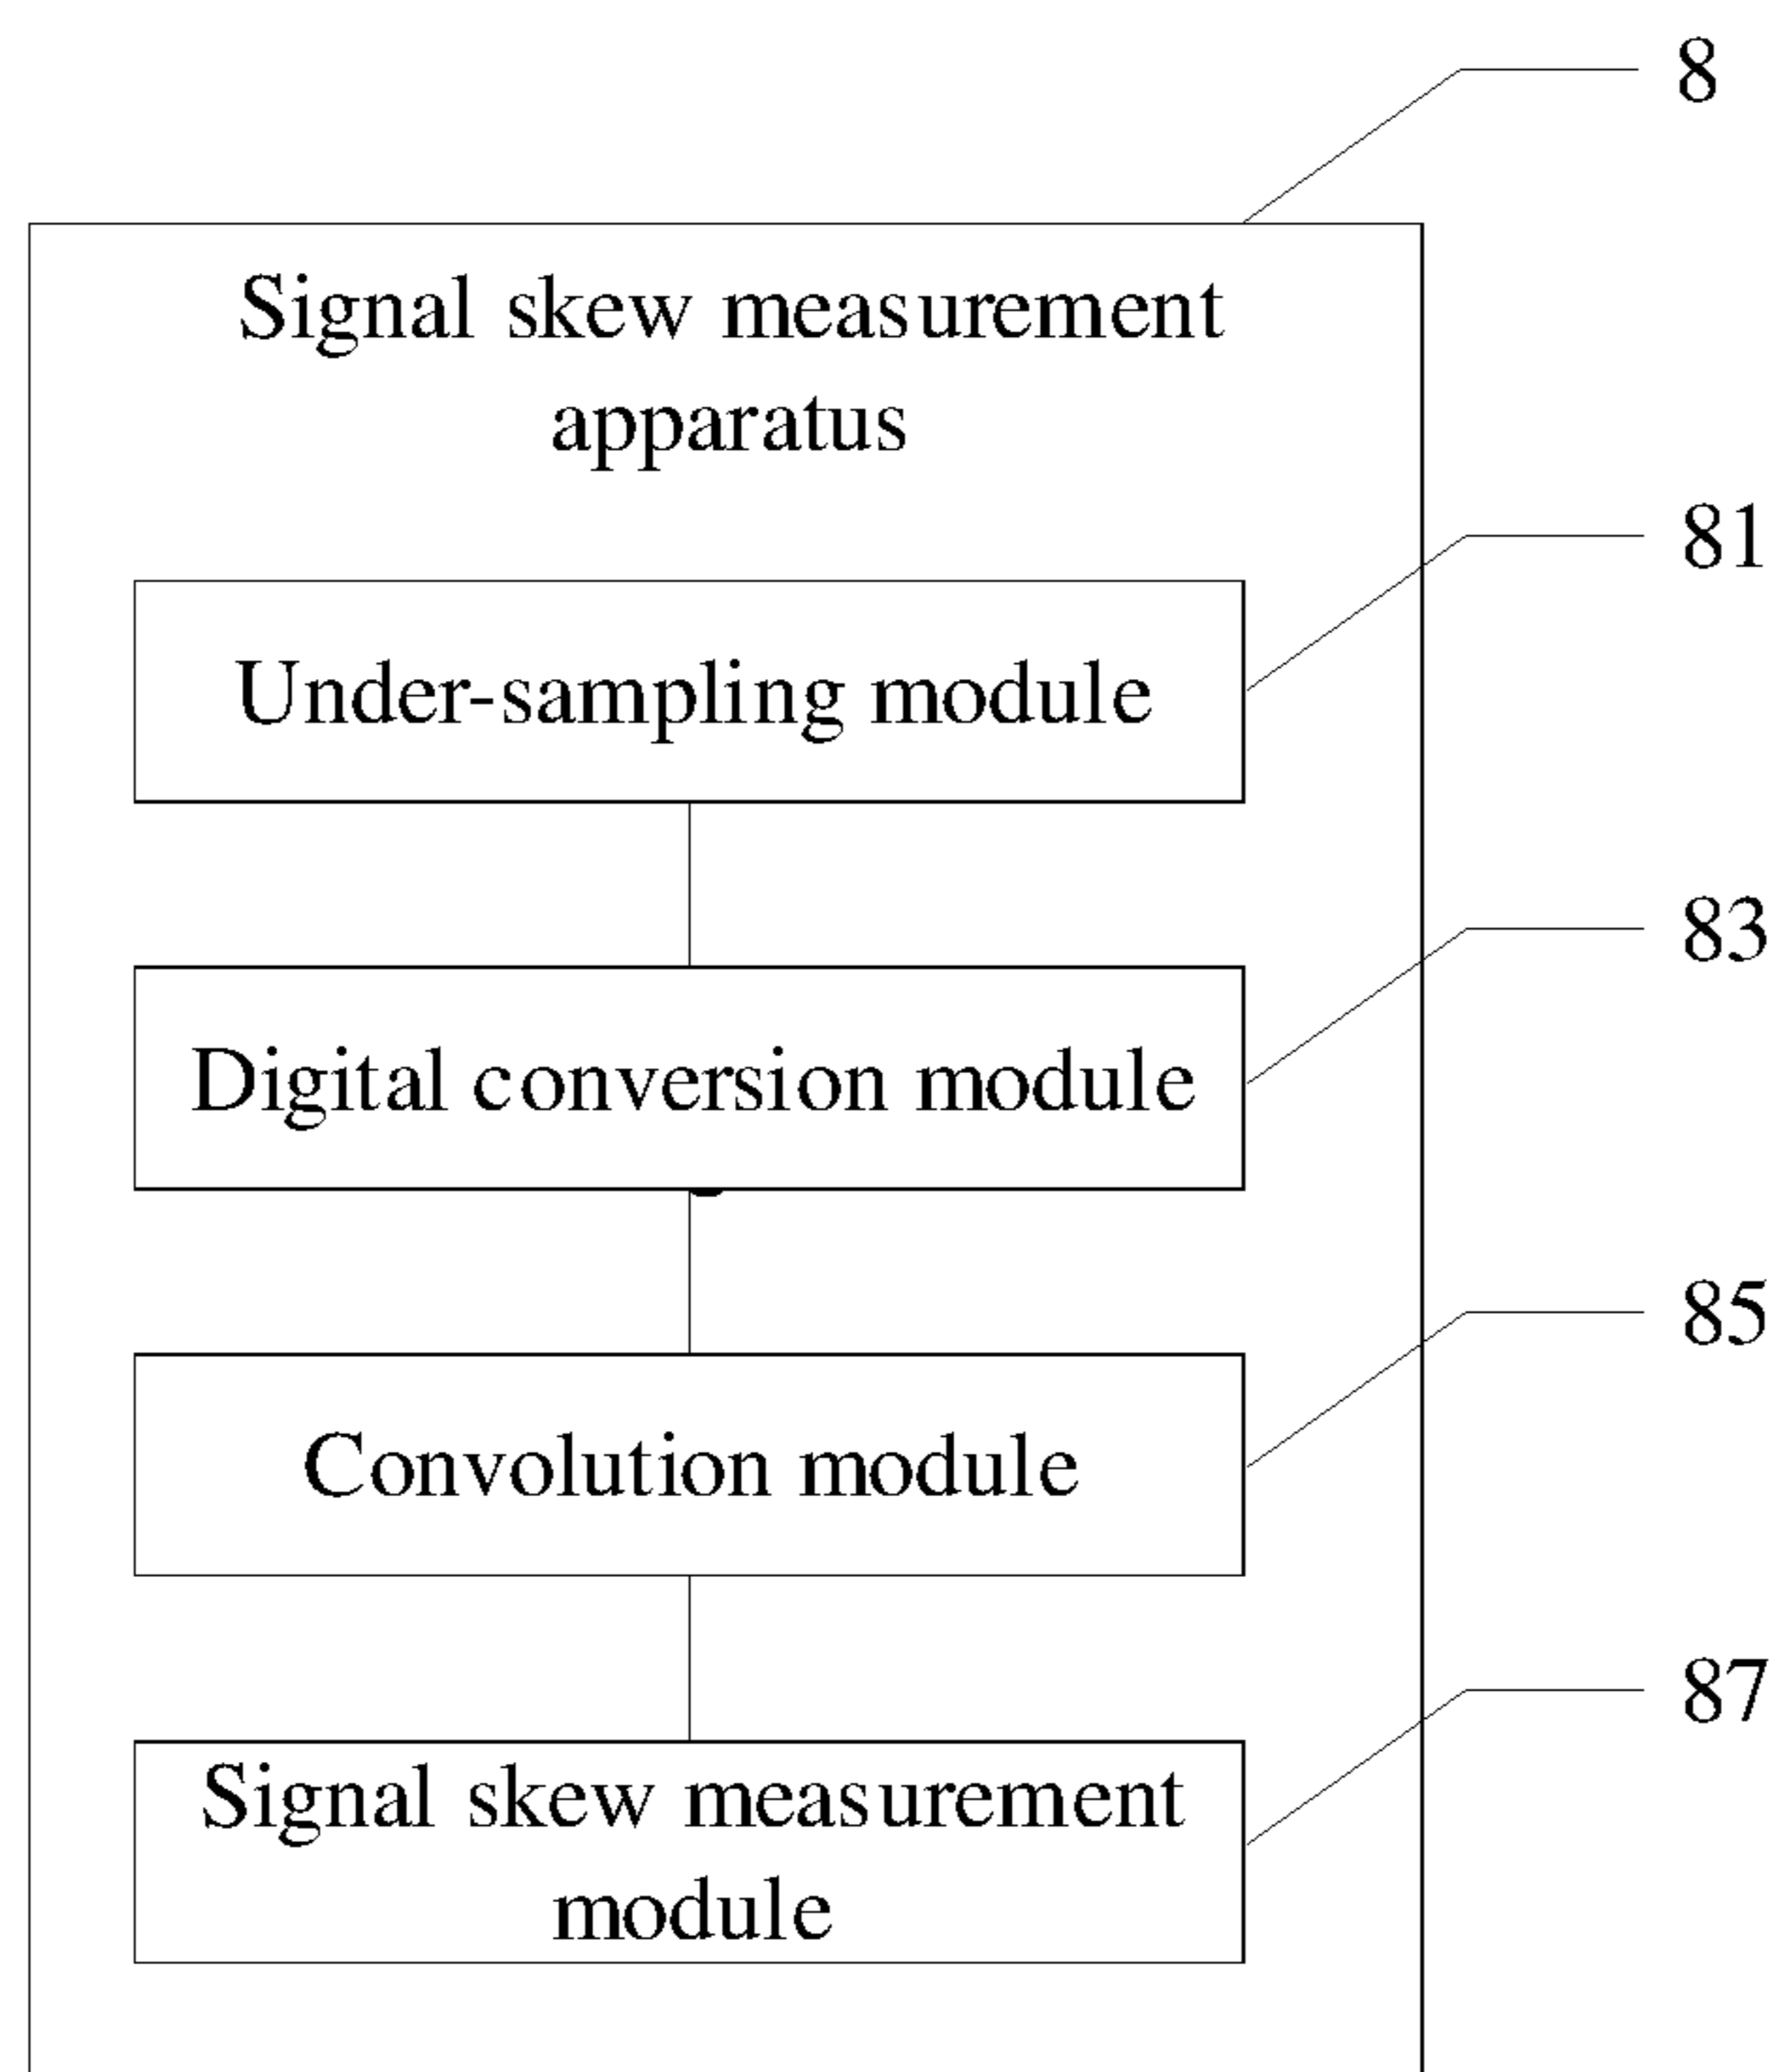 8
Signal skew measurement
apparatus
81
Under-sampling module
83
Digital conversion module
85
Convolution module
87
Signal skew measurement
module